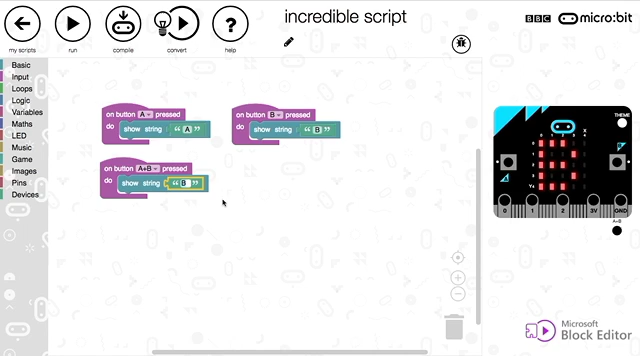 incredible script
BBC micro:bit
my scripts
run
compile
convert
help
Basic
Input
Loops
Logic
Variables
Maths
LED
Music
Game
Images
Pins
Devices
on button A pressed
do show string “ A ”
on button B pressed
do show string “ B ”
on button A+B pressed
do show string “ B ”
THEME
0 1 2 3V GND
A+B
Microsoft
Block Editor